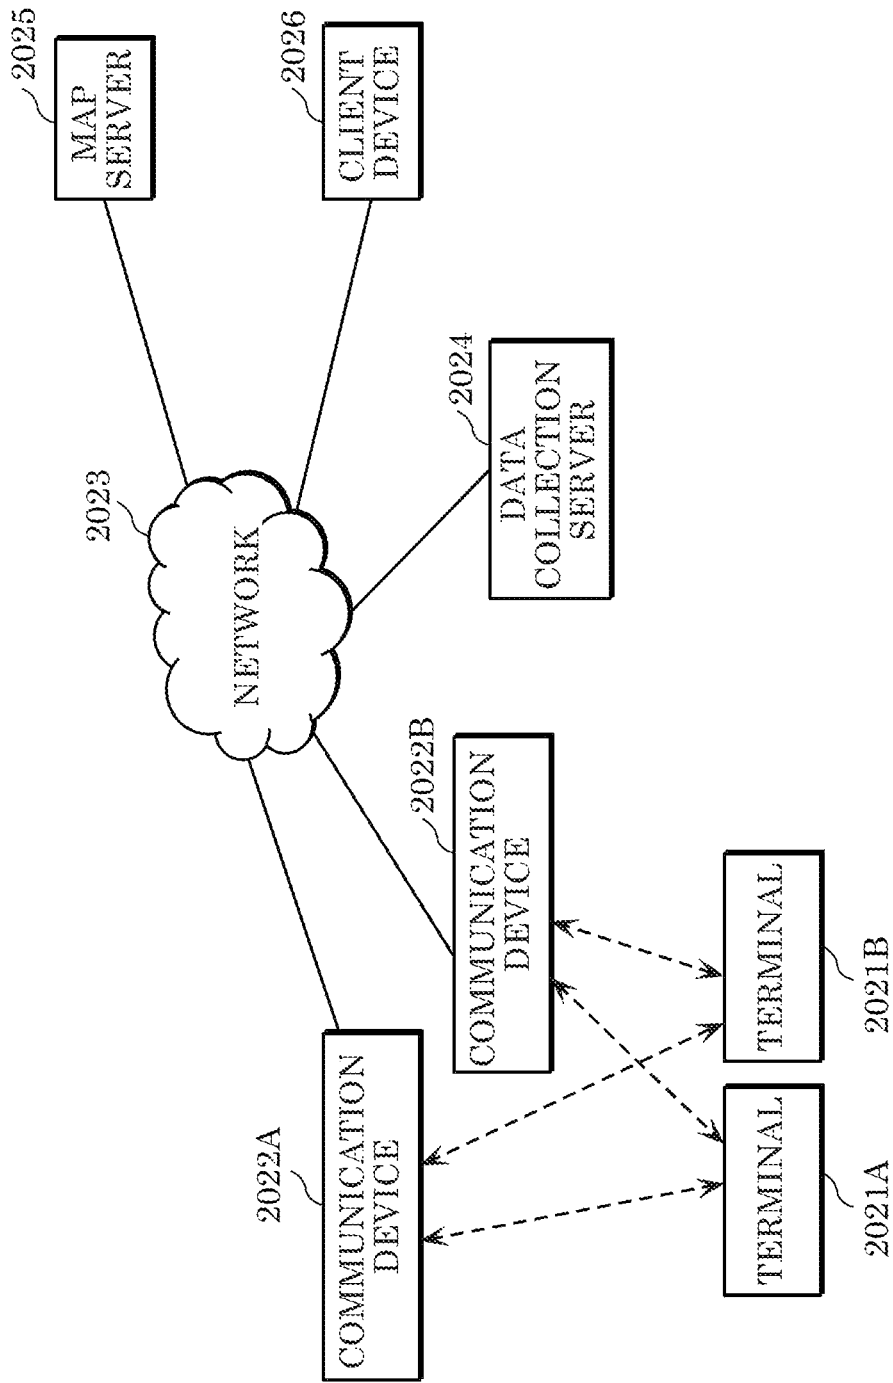 2025
MAP
SERVER
2026
CLIENT
DEVICE
2023
NETWORK
2024
DATA
COLLECTION
SERVER
2022A
COMMUNICATION
DEVICE
2022B
COMMUNICATION
DEVICE
TERMINAL
2021A
TERMINAL
2021B